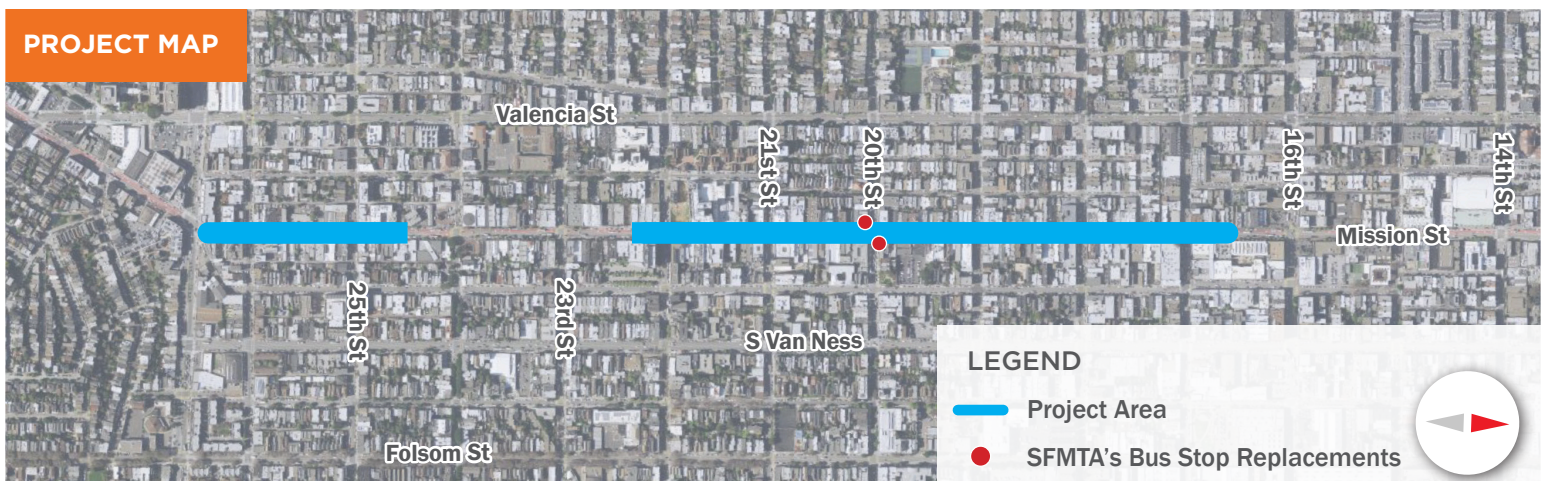 PROJECT MAP
Valencia St
21st St
20th St
16th St
14th St
Mission St
25th St
23rd St
S Van Ness
Folsom St
LEGEND
Project Area
SFMTA's Bus Stop Replacements